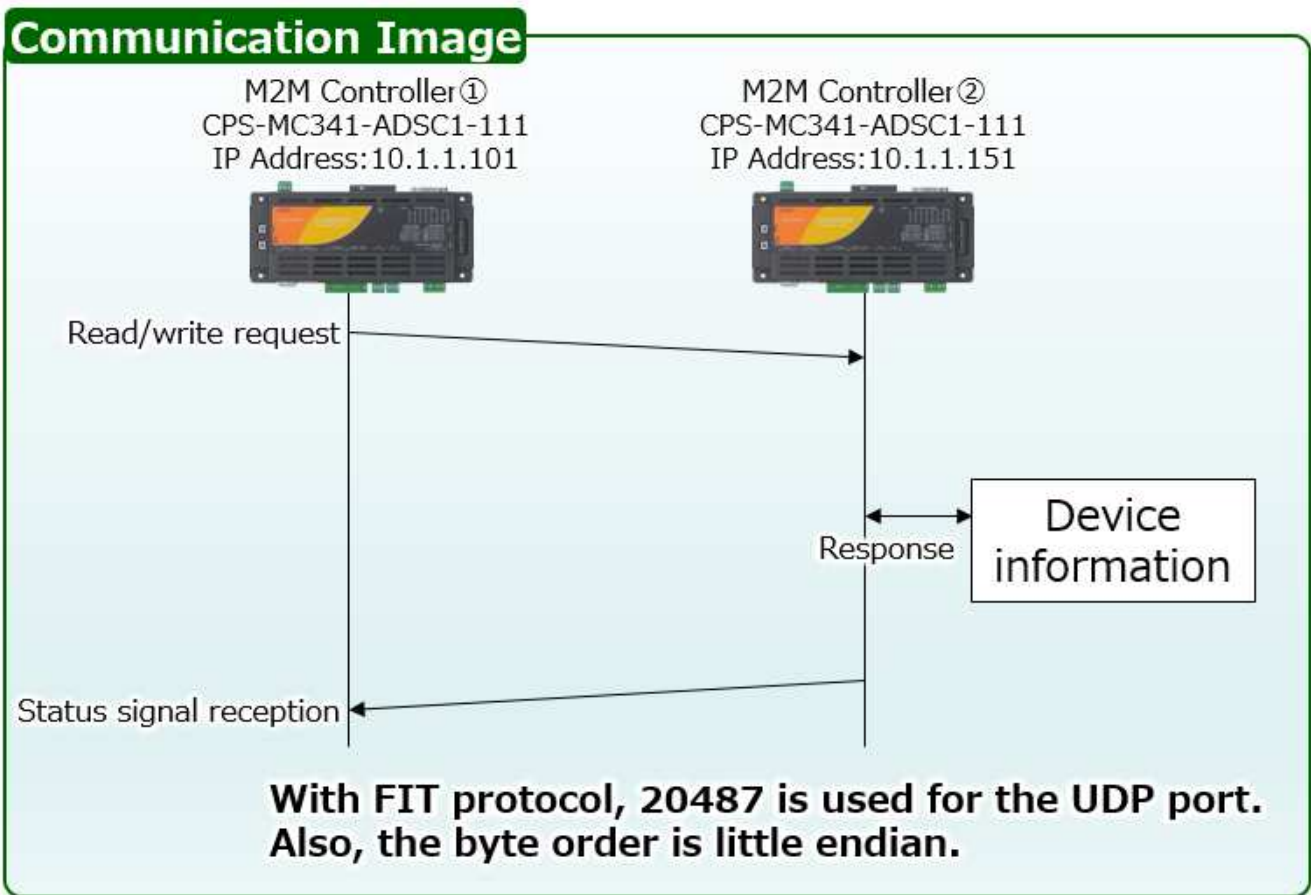 Communication Image
M2M Controller①
CPS-MC341-ADSC1-111
IP Address:10.1.1.101
M2M Controller②
CPS-MC341-ADSC1-111
IP Address:10.1.1.151
Read/write request
Device
information
Response
Status signal reception
With FIT protocol, 20487 is used for the UDP port.
Also, the byte order is little endian.